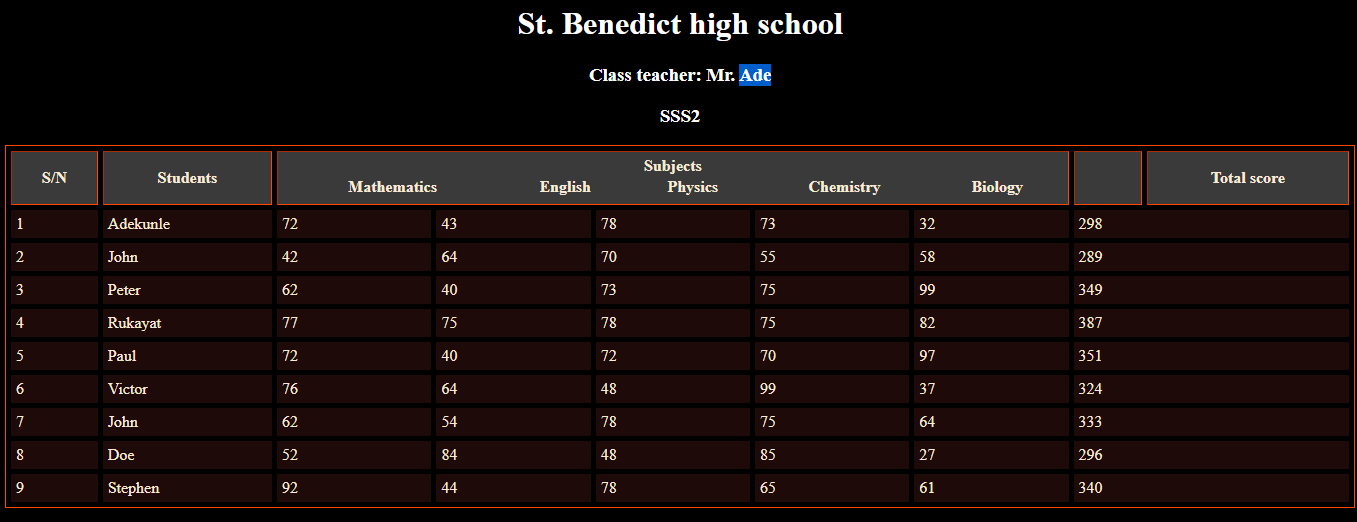 St. Benedict high school
Class teacher: Mr. Ade
SSS2
S/N Students Subjects Total score
Mathematics English Physics Chemistry Biology
1 Adekunle 72 43 78 73 32 298
2 John 42 64 70 55 58 289
3 Peter 62 40 73 75 99 349
4 Rukayat 77 75 78 75 82 387
5 Paul 72 40 72 70 97 351
6 Victor 76 64 48 99 37 324
7 John 62 54 78 75 64 333
8 Doe 52 84 48 85 27 296
9 Stephen 92 44 78 65 61 340